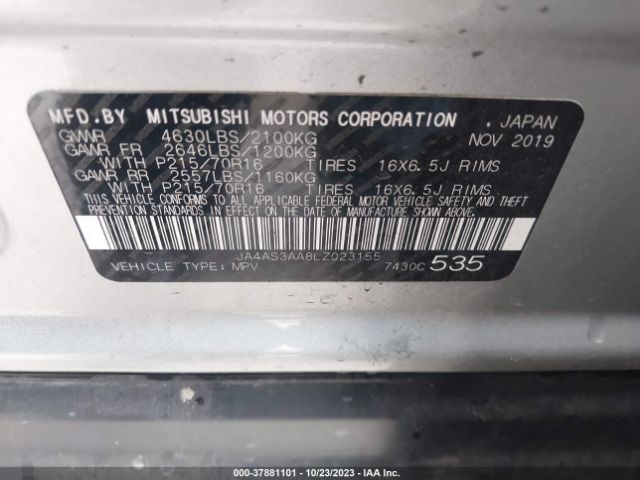 MFD.BY MITSUBISHI MOTORS CORPORATION . JAPAN
GVWR 4630LBS/2100KG NOV 2019
GAWR FR 2646LBS/1200KG
WITH P215/70R16 TIRES 16X6.5J RIMS
GAWR RR 2557LBS/1160KG
WITH P215/70R16 TIRES 16X6.5J RIMS
THIS VEHICLE CONFORMS TO ALL APPLICABLE FEDERAL MOTOR VEHICLE SAFETY AND THEFT
PREVENTION STANDARDS IN EFFECT ON THE DATE OF MANUFACTURE SHOWN ABOVE.
JA4AS3AA8LZ023155
VEHICLE TYPE: MPV 7430C 535
000-37881101 - 10/23/2023 - IAA Inc.